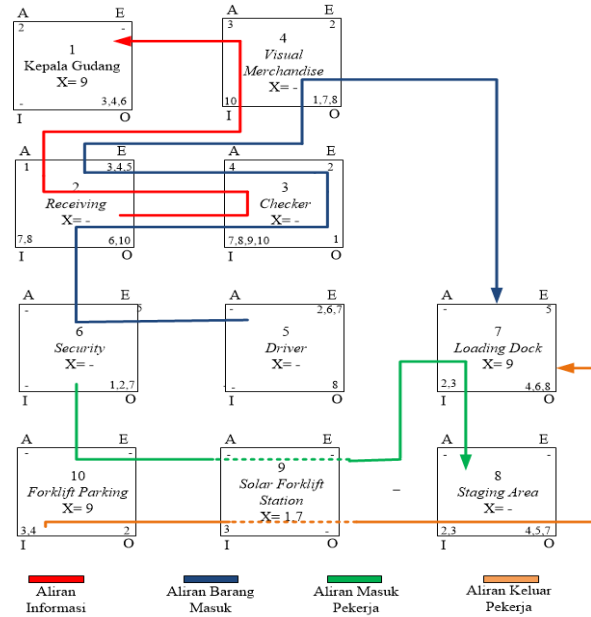 A E A E
2 - 3 2
1
Kepala Gudang
X= 9
4
Visual
Merchandise
X= -
- 3,4,6 10 1,7,8
I O I O
A E A E
1 3,4,5 4 2
2
Receiving
X= -
3
Checker
X= -
7,8 6,10 7,8,9,10 1
I O I O
A E A E A E
- 5 - 2,6,7 - 5
6
Security
X= -
5
Driver
X= -
7
Loading Dock
X= 9
- 1,2,7 - 8 2,3 4,6,8
I O I O I O
A E A E A E
- - - - - -
10
Forklift Parking
X= 9
9
Solar Forklift
Station
X= 1,7
–
8
Staging Area
X= -
3,4 2 3 - 2,3 4,5,7
I O I O I O
Aliran
Informasi
Aliran Barang
Masuk
Aliran Masuk
Pekerja
Aliran Keluar
Pekerja